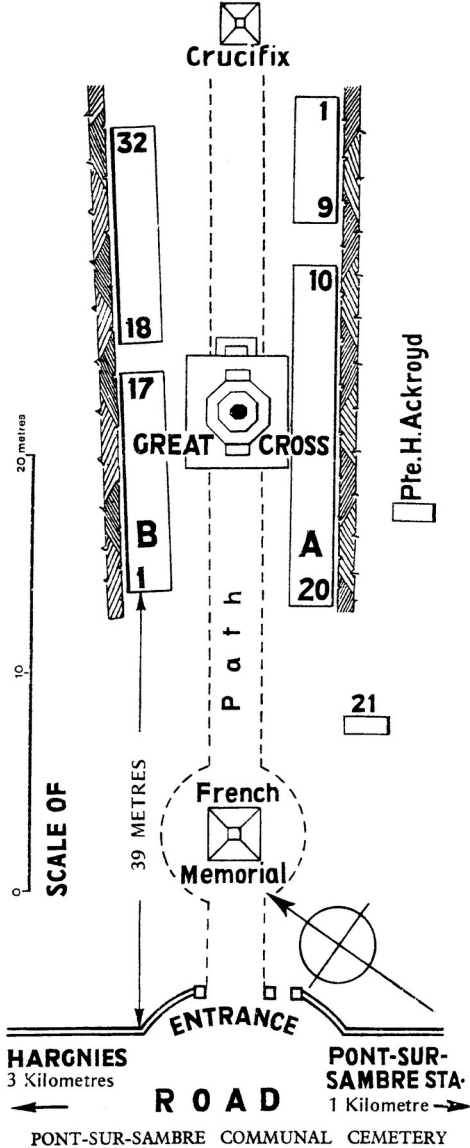 Crucifix
32
1
9
10
18
17
GREAT CROSS
Pte. H. Ackroyd
20 metres
B
A
1
20
Path
10
21
39 METRES
SCALE OF
French
Memorial
0
ENTRANCE
HARGNIES
3 Kilometres
PONT-SUR-
SAMBRE STA.
1 Kilometre
ROAD
PONT-SUR-SAMBRE COMMUNAL CEMETERY